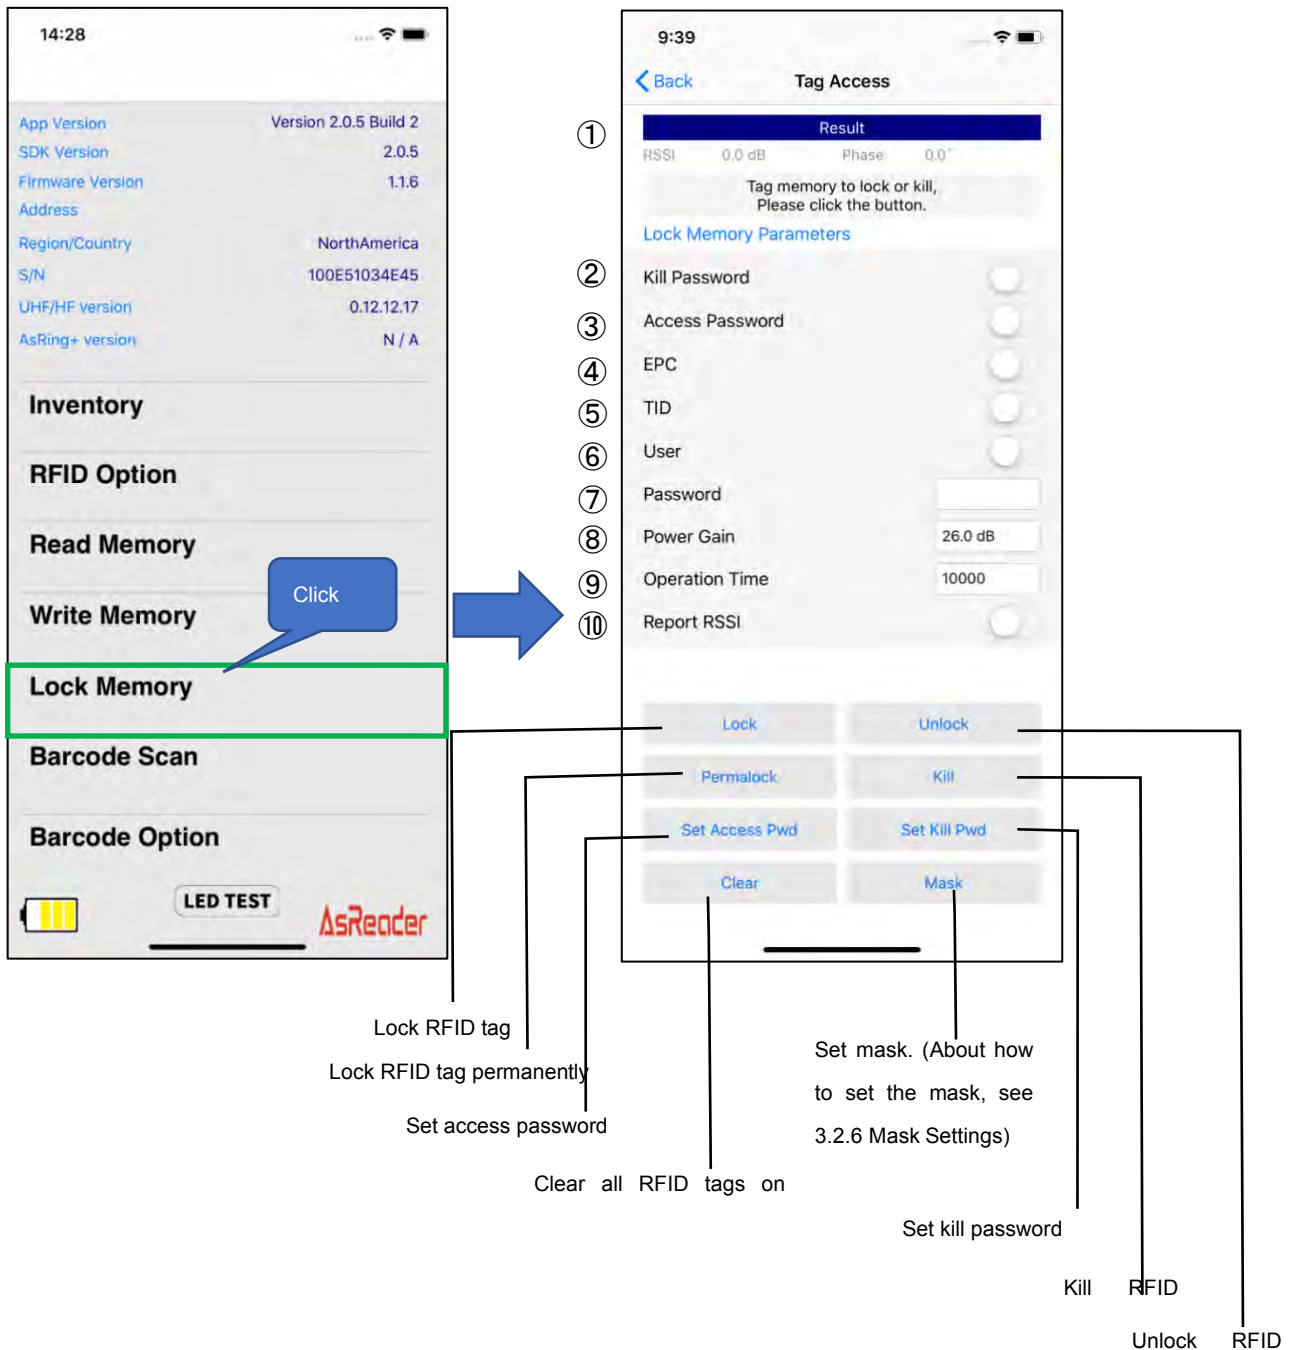 14:28
App Version Version 2.0.5 Build 2
SDK Version 2.0.5
Firmware Version 1.1.6
Address
Region/Country NorthAmerica
S/N 100E51034E45
UHF/HF version 0.12.12.17
AsRing+ version N / A
Inventory
RFID Option
Read Memory
Write Memory
Click
Lock Memory
Barcode Scan
Barcode Option
LED TEST
AsReader
9:39
Back Tag Access
① Result
RSSI 0.0 dB Phase 0.0˚
Tag memory to lock or kill,
Please click the button.
Lock Memory Parameters
② Kill Password
③ Access Password
④ EPC
⑤ TID
⑥ User
⑦ Password
⑧ Power Gain 26.0 dB
⑨ Operation Time 10000
⑩ Report RSSI
Lock Unlock
Permalock Kill
Set Access Pwd Set Kill Pwd
Clear Mask
Lock RFID tag
Lock RFID tag permanently
Set access password
Clear all RFID tags on
Set mask. (About how
to set the mask, see
3.2.6 Mask Settings)
Set kill password
Kill RFID
Unlock RFID